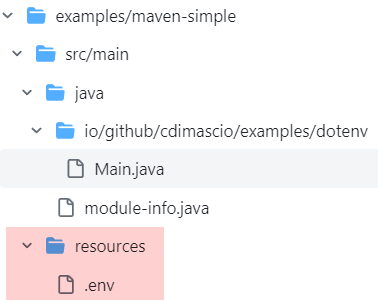 examples/maven-simple
src/main
java
io/github/cdimascio/examples/dotenv
Main.java
module-info.java
resources
.env